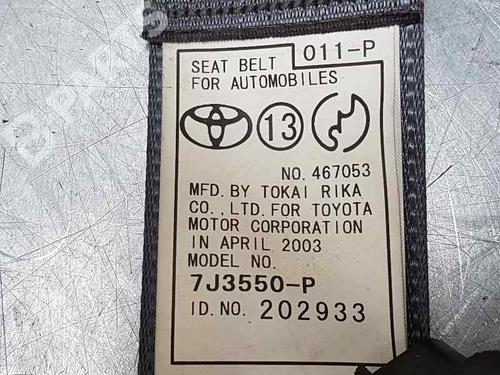 011-P
SEAT BELT
FOR AUTOMOBILES
13
NO. 467053
MFD. BY TOKAI RIKA
CO., LTD. FOR TOYOTA
MOTOR CORPORATION
IN APRIL 2003
MODEL NO.
7J3550-P
ID. NO. 202933